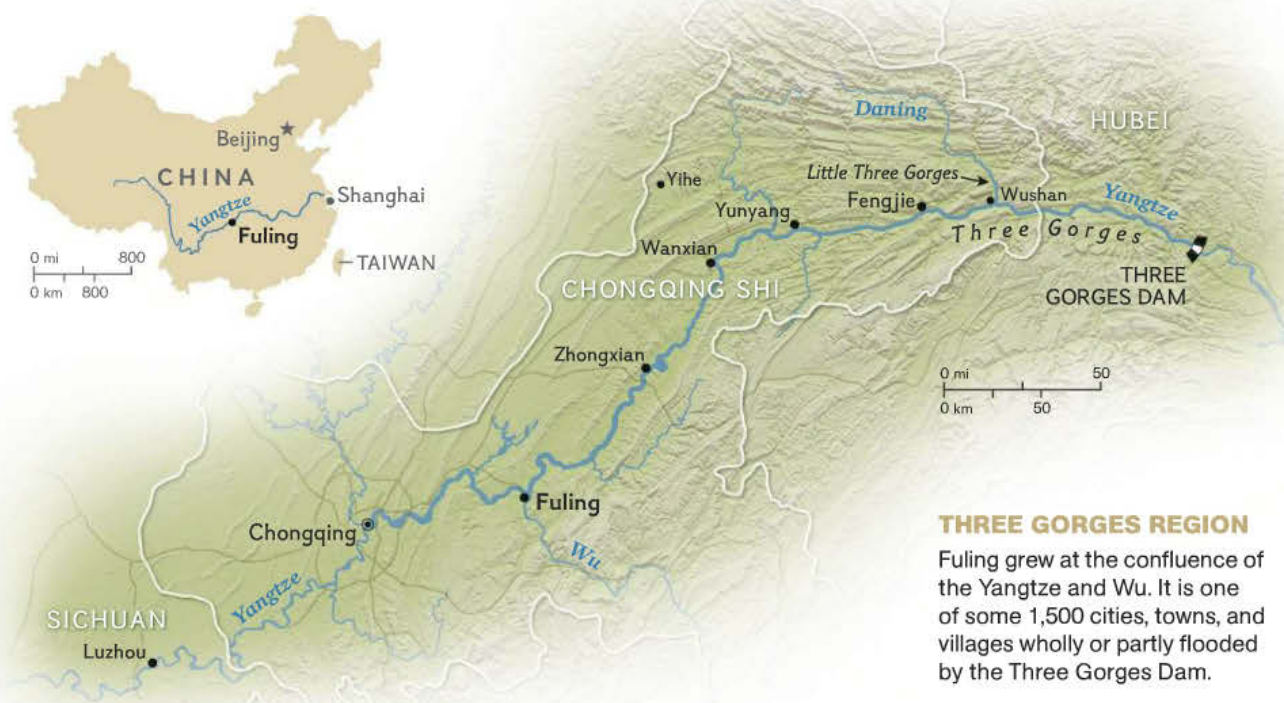 Beijing
CHINA
Shanghai
Yangtze
Fuling
TAIWAN
0 mi 800
0 km 800
Daning
HUBEI
Yihe
Little Three Gorges
Wushan
Yangtze
Fengjie
Yunyang
Three Gorges
Wanxian
THREE
GORGES DAM
CHONGQING SHI
Zhongxian
0 mi 50
0 km 50
Fuling
Chongqing
Wu
Yangtze
SICHUAN
Luzhou
THREE GORGES REGION
Fuling grew at the confluence of
the Yangtze and Wu. It is one
of some 1,500 cities, towns, and
villages wholly or partly flooded
by the Three Gorges Dam.